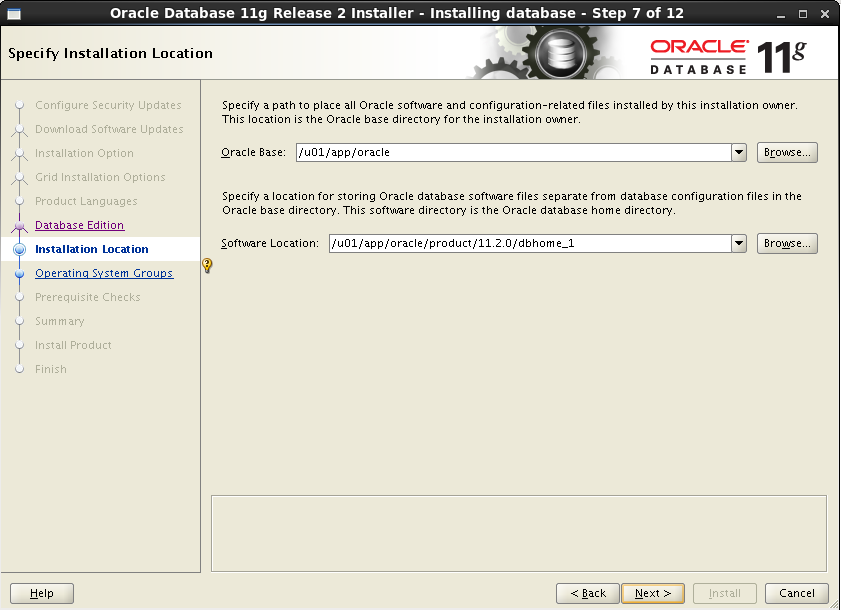 Oracle Database 11g Release 2 Installer - Installing database - Step 7 of 12
Specify Installation Location
ORACLE®
DATABASE
11g
Configure Security Updates
Download Software Updates
Installation Option
Grid Installation Options
Product Languages
Database Edition
Installation Location
Operating System Groups
Prerequisite Checks
Summary
Install Product
Finish
Specify a path to place all Oracle software and configuration-related files installed by this installation owner.
This location is the Oracle base directory for the installation owner.
Oracle Base: /u01/app/oracle Browse...
Specify a location for storing Oracle database software files separate from database configuration files in the
Oracle base directory. This software directory is the Oracle database home directory.
Software Location: /u01/app/oracle/product/11.2.0/dbhome_1 Browse...
?
Help < Back Next > Install Cancel